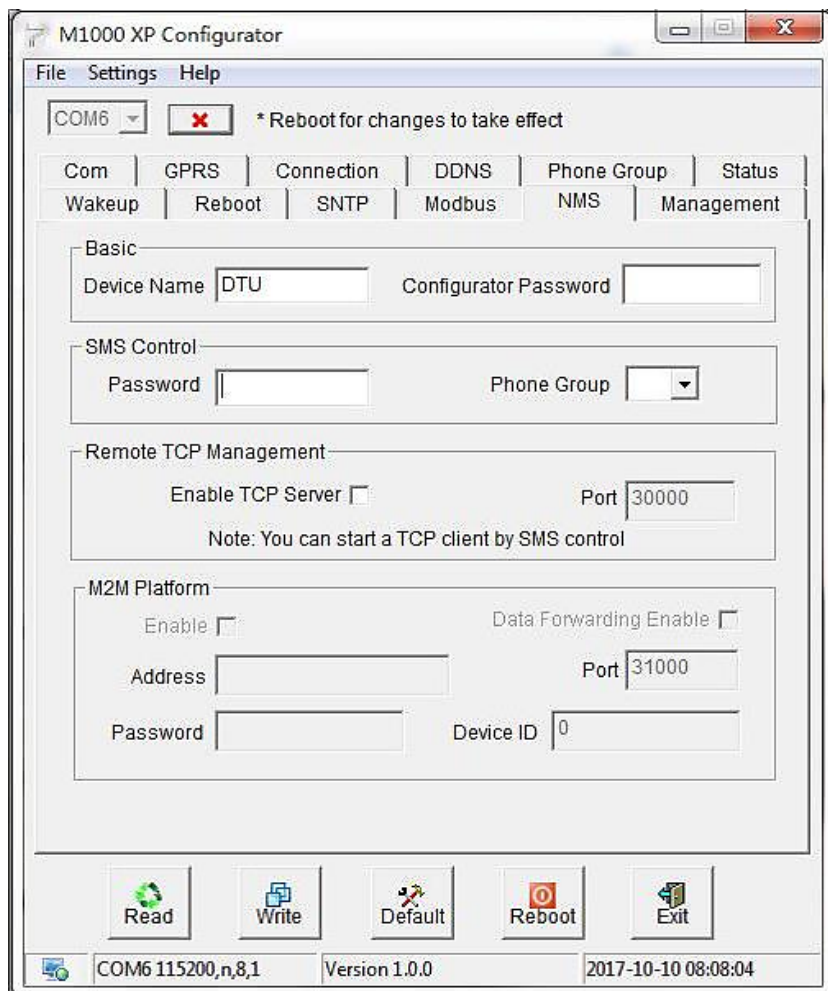 M1000 XP Configurator
File Settings Help
COM6 * Reboot for changes to take effect
Com GPRS Connection DDNS Phone Group Status
Wakeup Reboot SNTP Modbus NMS Management
Basic
Device Name DTU Configurator Password
SMS Control
Password Phone Group
Remote TCP Management
Enable TCP Server Port 30000
Note: You can start a TCP client by SMS control
M2M Platform
Enable Data Forwarding Enable
Address Port 31000
Password Device ID 0
Read Write Default Reboot Exit
COM6 115200,n,8,1 Version 1.0.0 2017-10-10 08:08:04